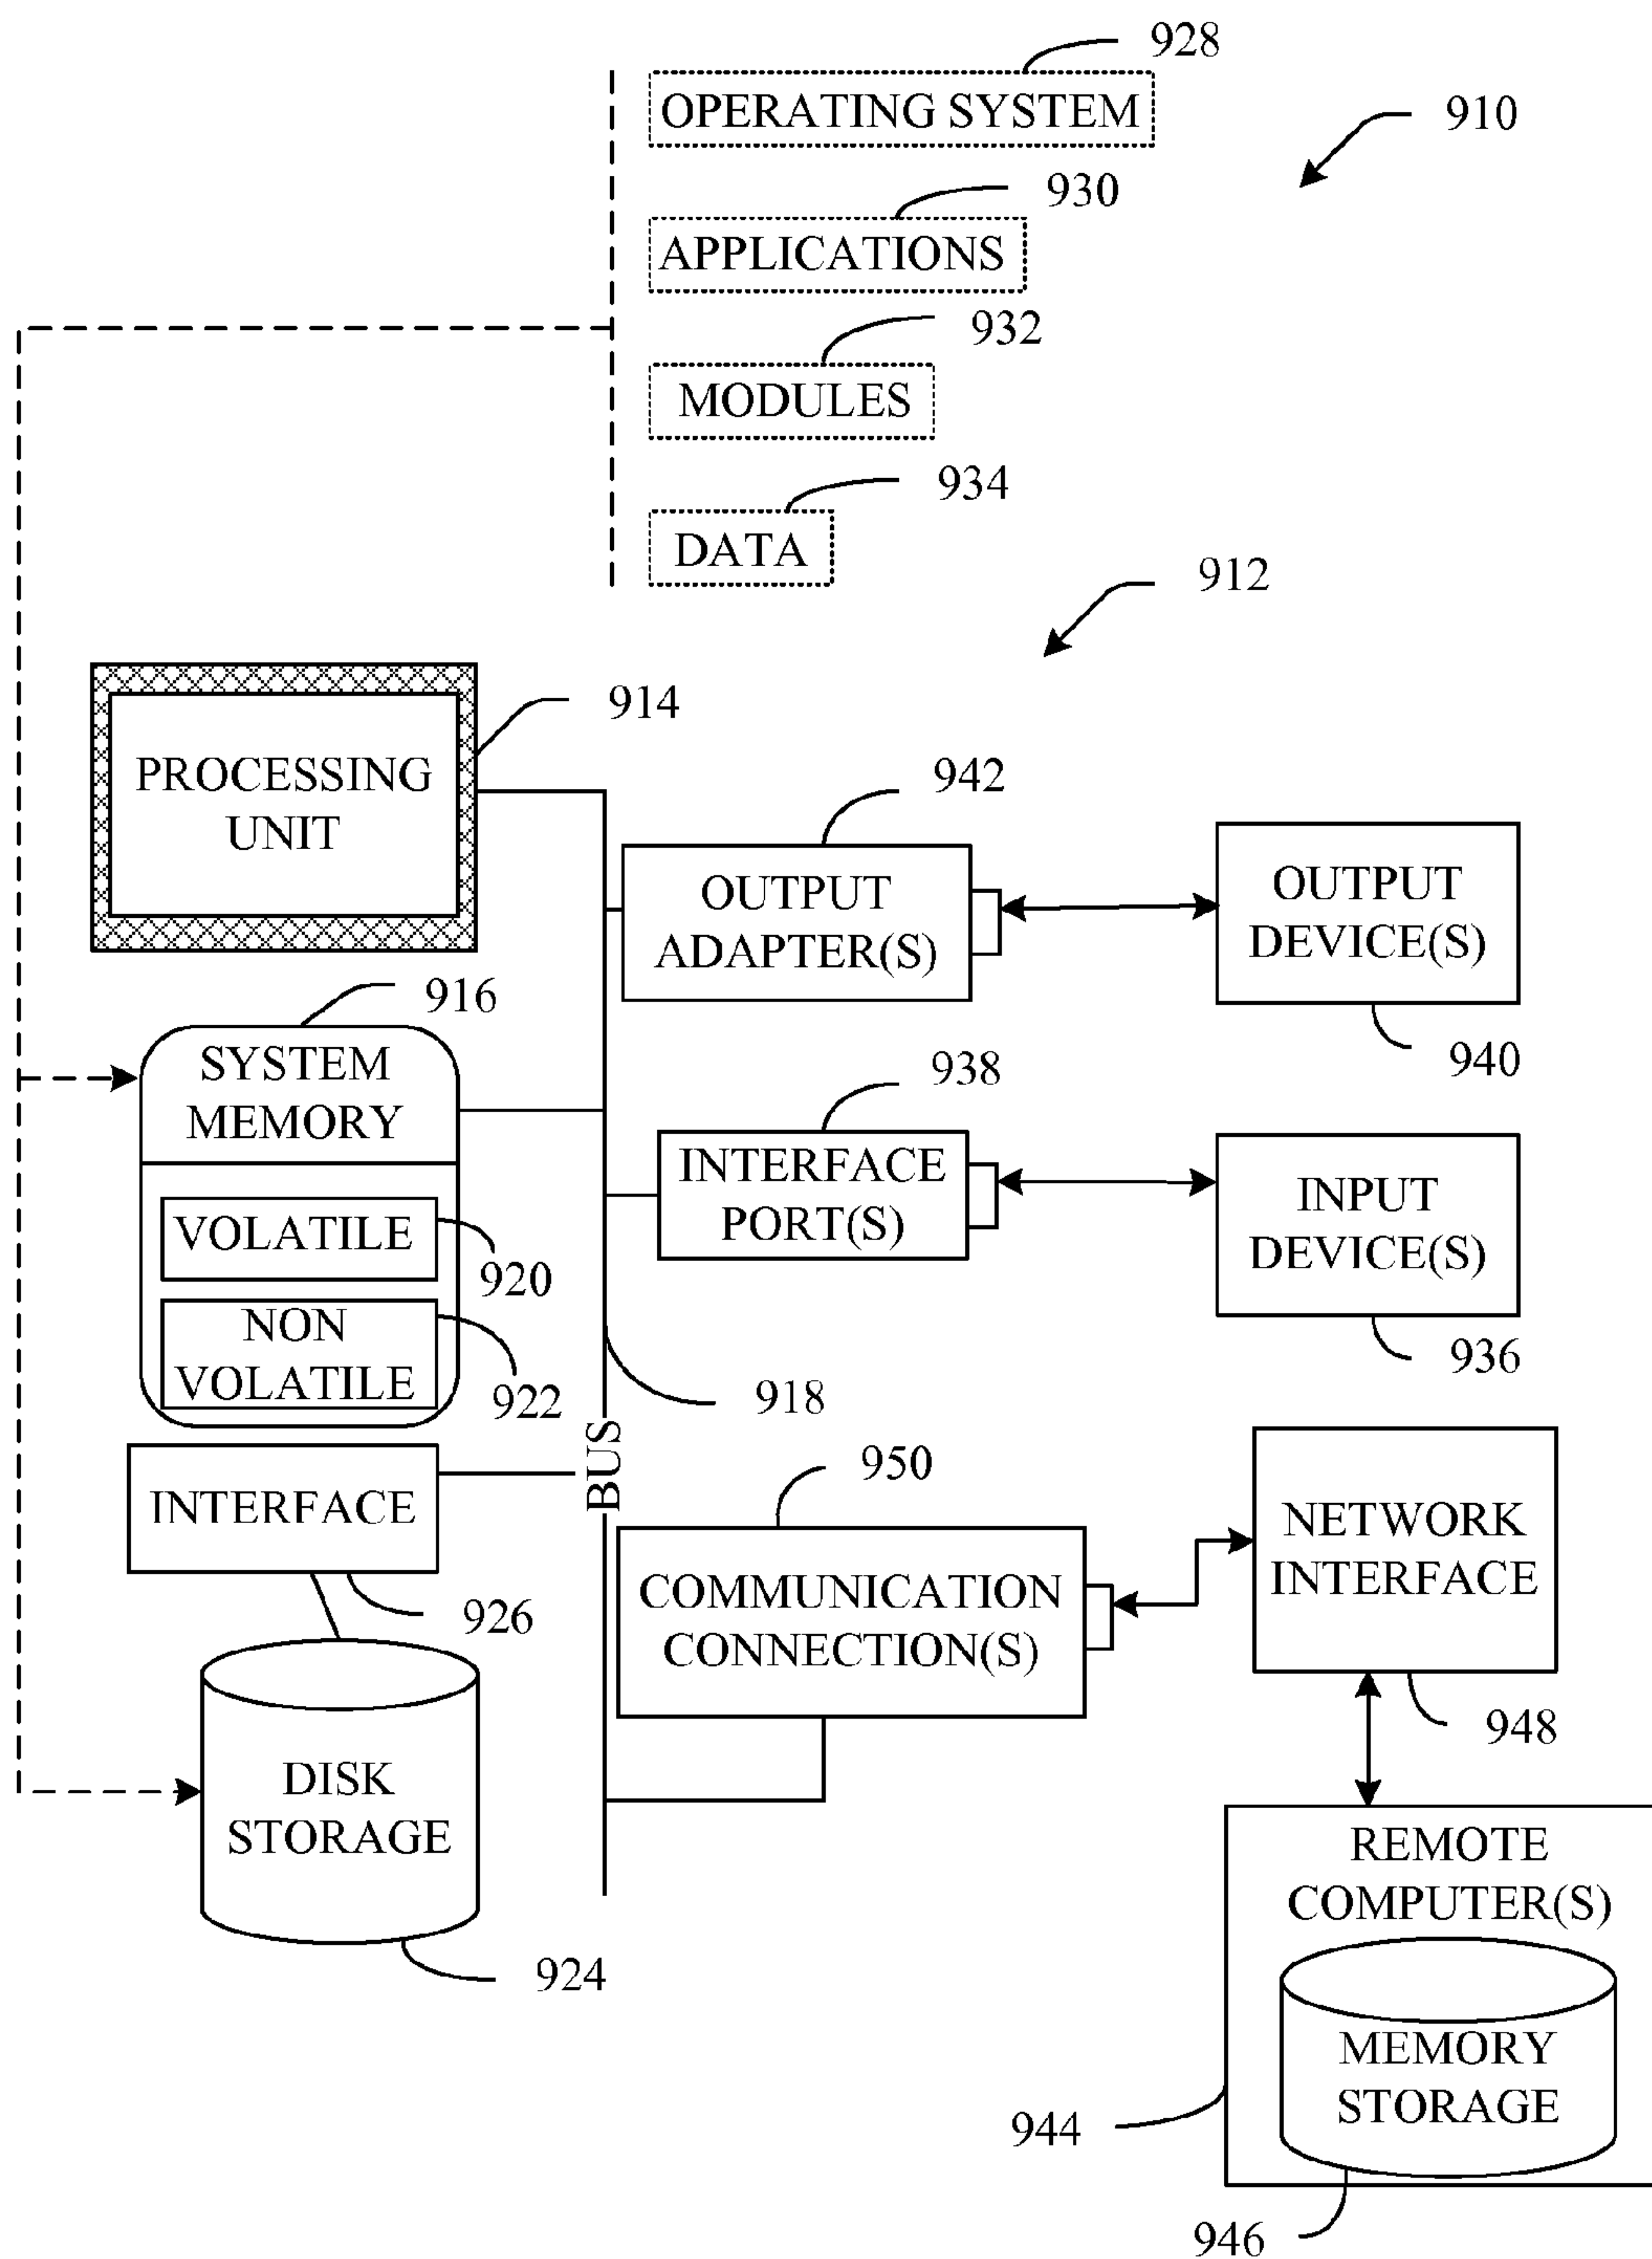 928
OPERATING SYSTEM
910
930
APPLICATIONS
932
MODULES
934
DATA
912
914
PROCESSING
UNIT
942
OUTPUT
ADAPTER(S)
OUTPUT
DEVICE(S)
940
916
SYSTEM
MEMORY
938
INTERFACE
PORT(S)
INPUT
DEVICE(S)
936
VOLATILE
920
NON
VOLATILE
922
918
BUS
INTERFACE
926
950
COMMUNICATION
CONNECTION(S)
NETWORK
INTERFACE
948
DISK
STORAGE
924
REMOTE
COMPUTER(S)
MEMORY
STORAGE
944
946